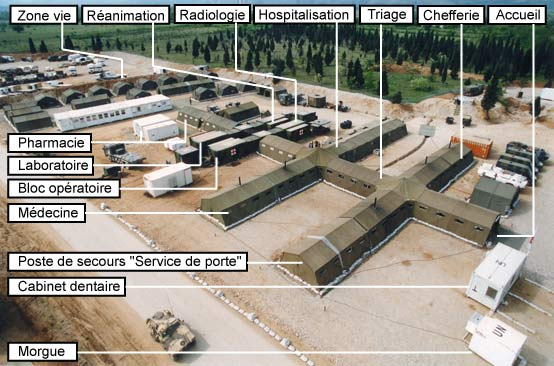 Zone vie
Réanimation
Radiologie
Hospitalisation
Triage
Chefferie
Accueil
Pharmacie
Laboratoire
Bloc opératoire
Médecine
Poste de secours "Service de porte"
Cabinet dentaire
Morgue
UN